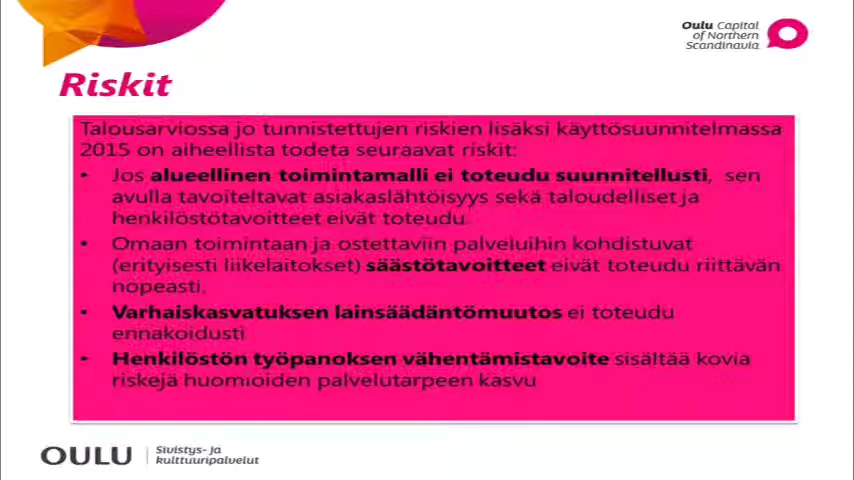 Oulu Capital
of Northern
Scandinavia
Riskit
Talousarviossa jo tunnistettujen riskien lisäksi käyttösuunnitelmassa
2015 on aiheellista todeta seuraavat riskit:
• Jos alueellinen toimintamalli ei toteudu suunnitellusti, sen
avulla tavoiteltavat asiakaslähtöisyys sekä taloudelliset ja
henkilöstötavoitteet eivät toteudu.
• Omaan toimintaan ja ostettaviin palveluihin kohdistuvat
(erityisesti liikelaitokset) säästötavoitteet eivät toteudu riittävän
nopeasti.
• Varhaiskasvatuksen lainsäädäntömuutos ei toteudu
ennakoidusti
• Henkilöstön työpanoksen vähentämistavoite sisältää kovia
riskejä huomioiden palvelutarpeen kasvu
OULU
Sivistys- ja
kulttuuripalvelut